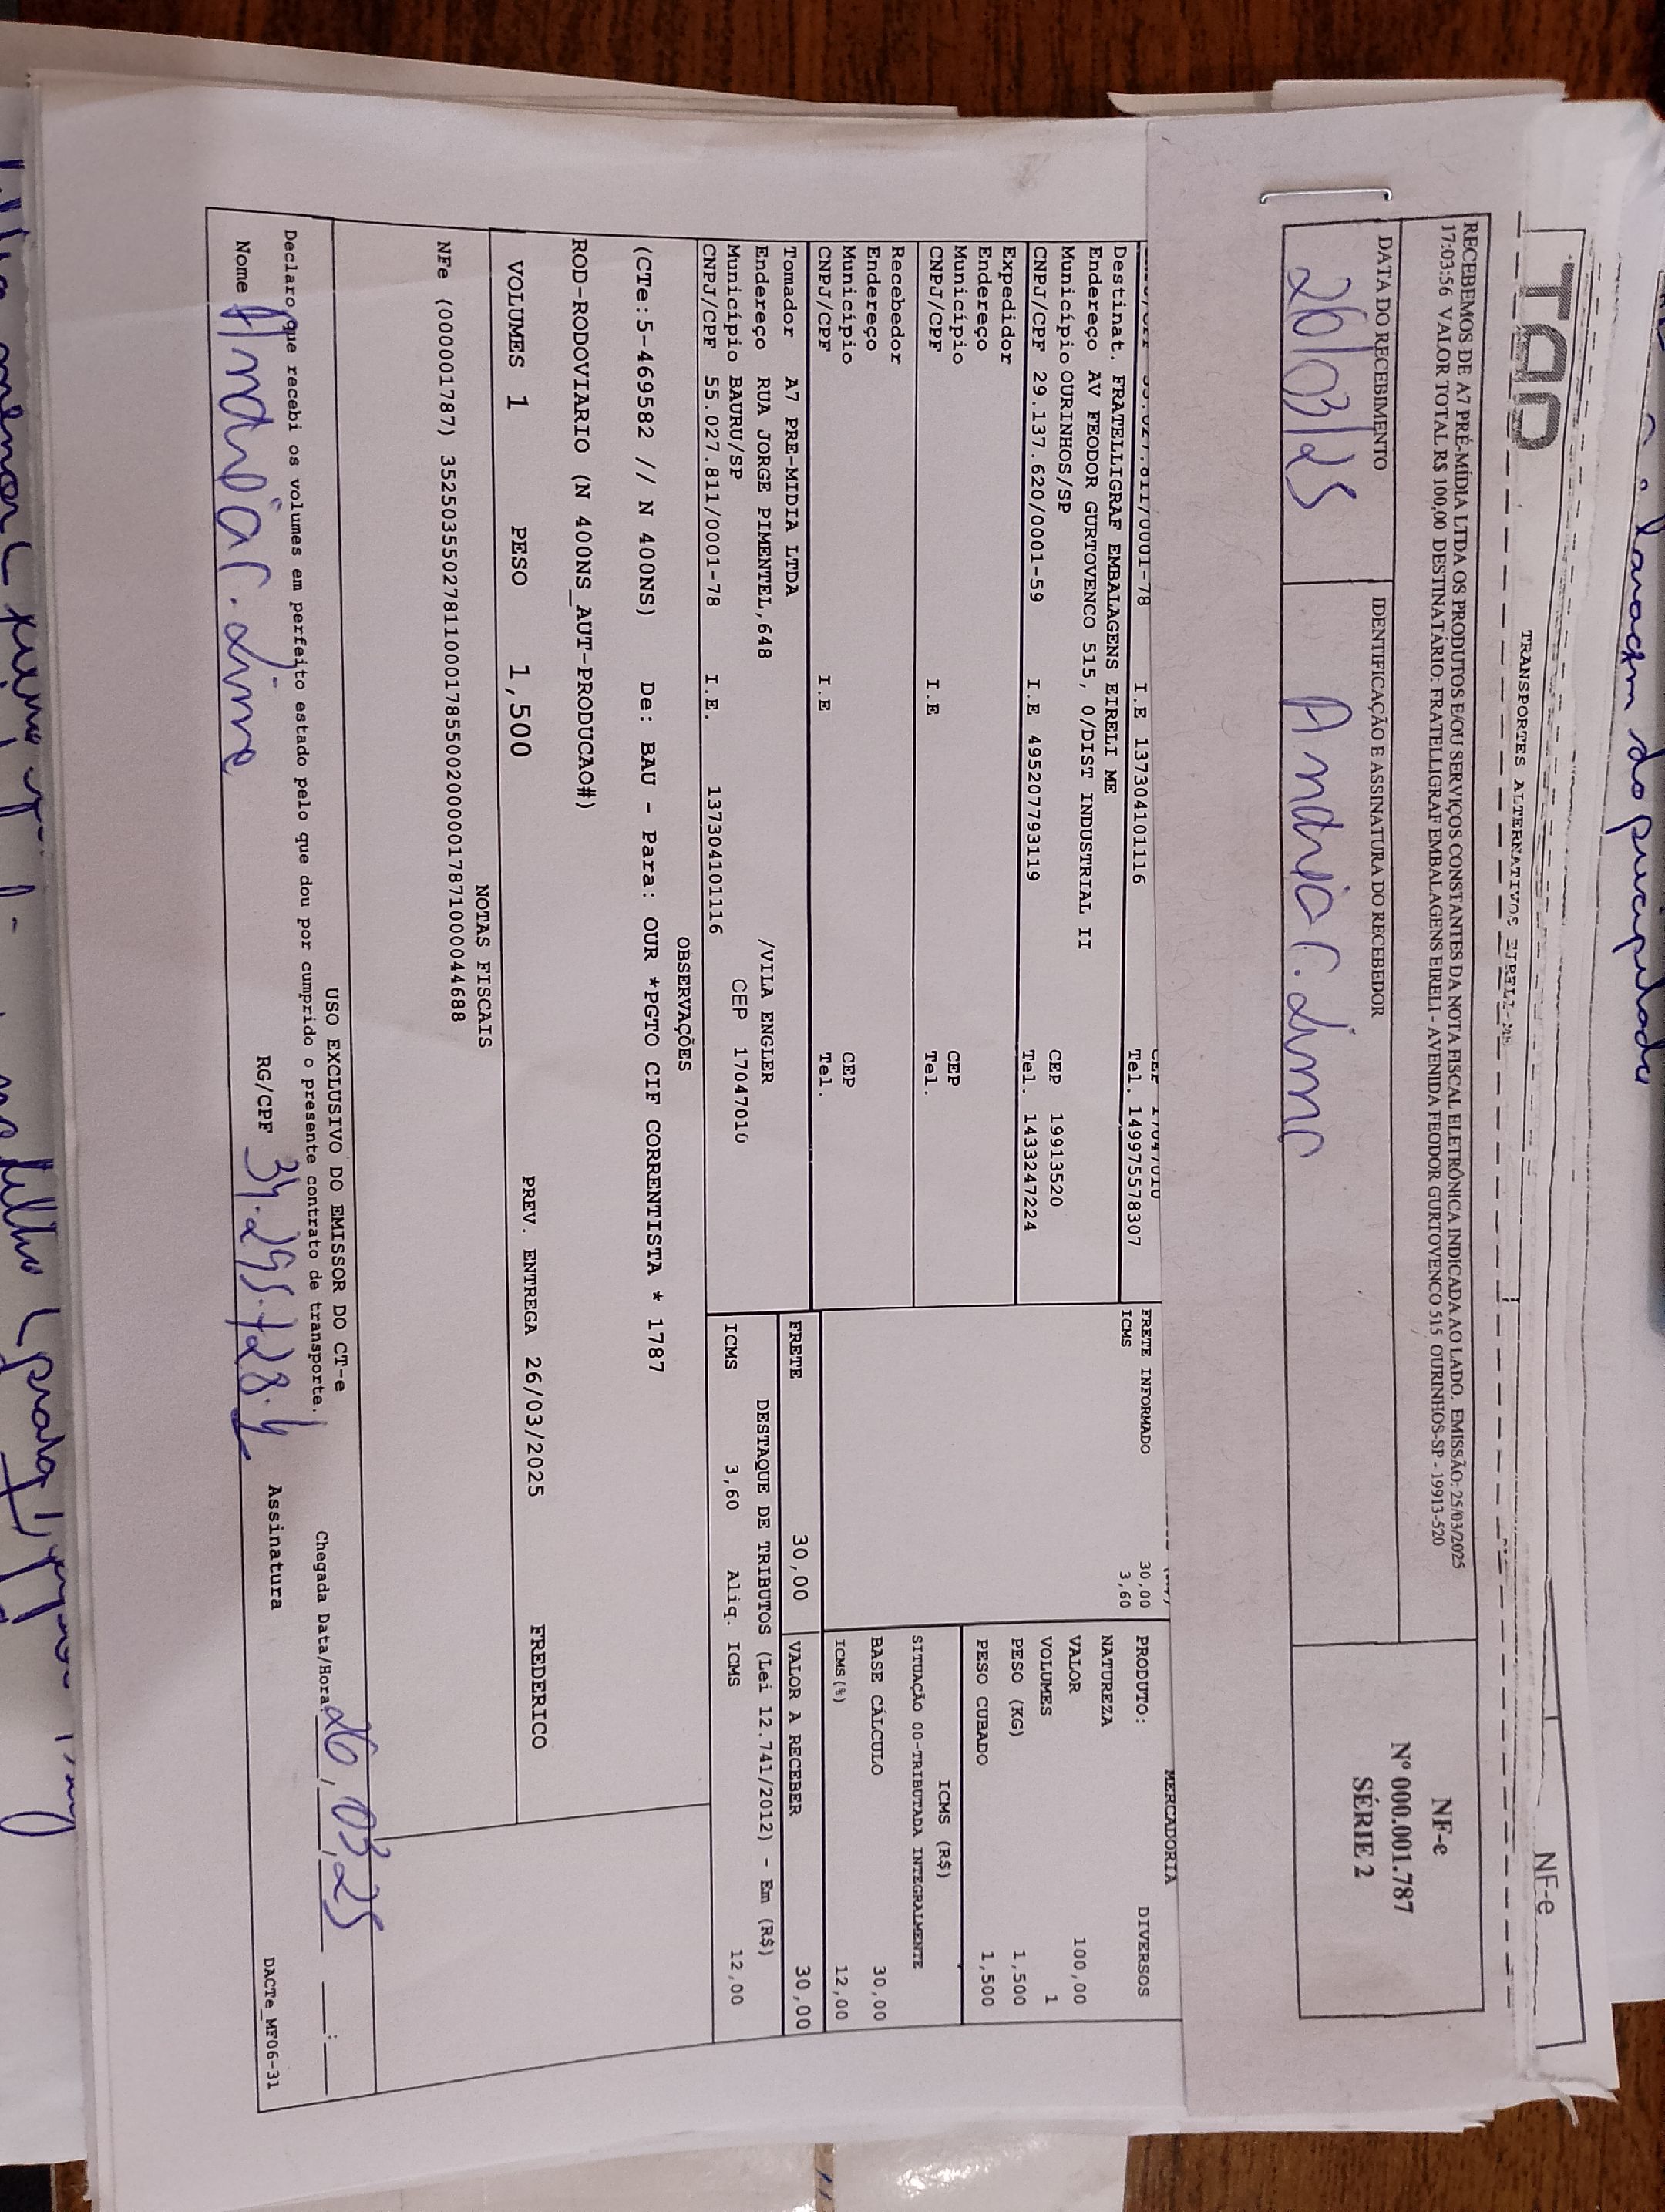 TAD
TRANSPORTES ALTERNATIVOS EIRELI-ME
NF-e
RECEBEMOS DE A7 PRÉ-MÍDIA LTDA OS PRODUTOS E/OU SERVIÇOS CONSTANTES DA NOTA FISCAL ELETRÔNICA INDICADA AO LADO. EMISSÃO: 25/03/2025
17:03:56 VALOR TOTAL R$ 100,00 DESTINATÁRIO: FRATELLIGRAF EMBALAGENS EIRELI - AVENIDA FEODOR GURTOVENCO 515 OURINHOS-SP - 19913-520
NF-e
Nº 000.001.787
SÉRIE 2
DATA DO RECEBIMENTO
26/03/25
IDENTIFICAÇÃO E ASSINATURA DO RECEBEDOR
Amauri C. Lima
I.E 137304101116 Tel. 149975578307
Destinat. FRATELLIGRAF EMBALAGENS EIRELI ME
Endereço AV FEODOR GURTOVENCO 515, 0/DIST INDUSTRIAL II
Município OURINHOS/SP CEP 19913520
CNPJ/CPF 29.137.620/0001-59 I.E 495207793119 Tel. 1433247224
Expedidor
Endereço
Município CEP
CNPJ/CPF I.E Tel.
Recebedor
Endereço
Município CEP
CNPJ/CPF I.E Tel.
FRETE INFORMADO 30,00
ICMS 3,60
MERCADORIA
PRODUTO: DIVERSOS
NATUREZA
VALOR 100,00
VOLUMES 1
PESO (KG) 1,500
PESO CUBADO 1,500
ICMS (R$)
SITUAÇÃO 00-TRIBUTADA INTEGRALMENTE
BASE CÁLCULO 30,00
ICMS(%) 12,00
Tomador A7 PRE-MIDIA LTDA
Endereço RUA JORGE PIMENTEL,648 /VILA ENGLER
Município BAURU/SP CEP 17047010
CNPJ/CPF 55.027.811/0001-78 I.E. 137304101116
FRETE 30,00 VALOR A RECEBER 30,00
DESTAQUE DE TRIBUTOS (Lei 12.741/2012) - Em (R$)
ICMS 3,60 Aliq. ICMS 12,00
OBSERVAÇÕES
(CTe:5-469582 // N 400NS) De: BAU - Para: OUR *PGTO CIF CORRENTISTA * 1787
ROD-RODOVIARIO (N 400NS_AUT-PRODUCAO#)
VOLUMES 1 PESO 1,500 PREV. ENTREGA 26/03/2025 FREDERICO
NOTAS FISCAIS
NFe (000001787) 35250355027811000178550020000017871000044688
USO EXCLUSIVO DO EMISSOR DO CT-e
Declaro que recebi os volumes em perfeito estado pelo que dou por cumprido o presente contrato de transporte. Chegada Data/Hora 26/03/25 __:__
Nome Amauri C. Lima RG/CPF 34.295.728-4 Assinatura DACTe_MF06-31